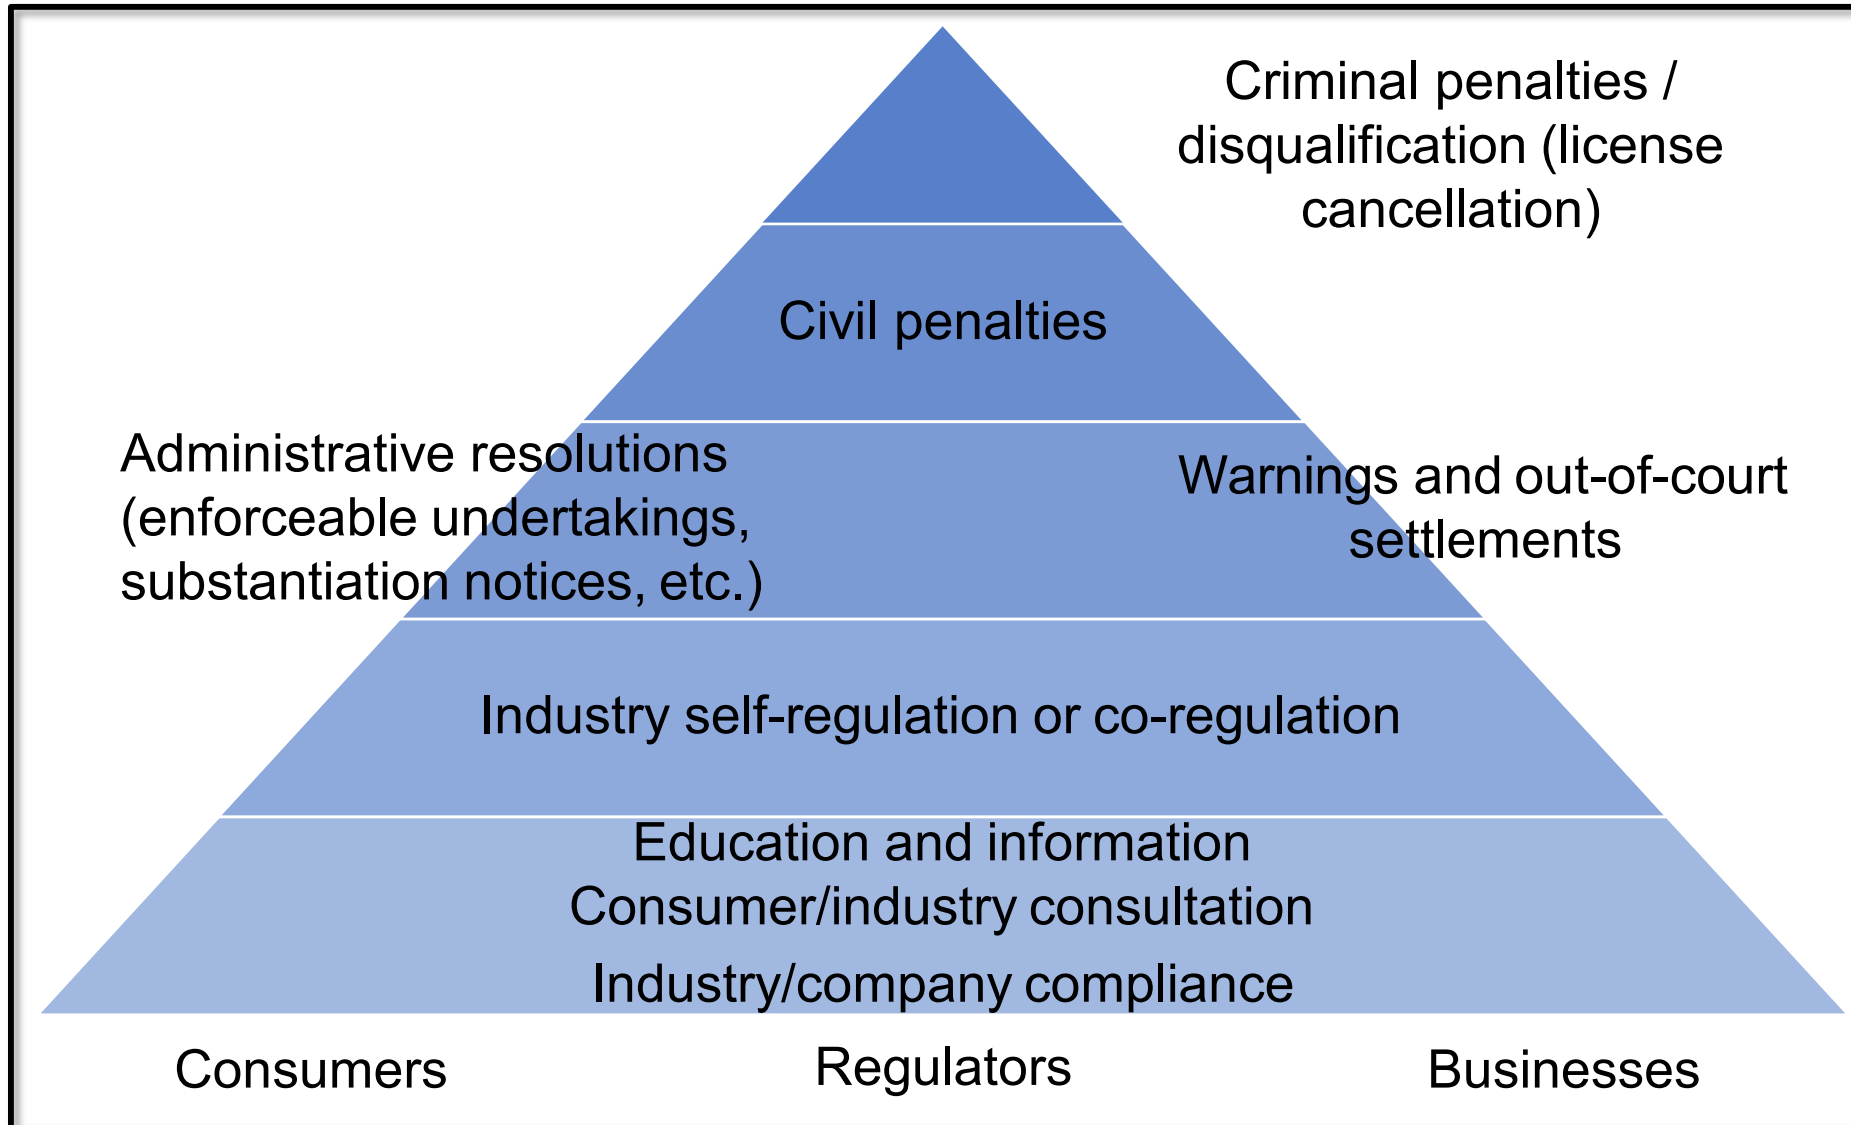 Criminal penalties /
disqualification (license
cancellation)
Civil penalties
Administrative resolutions
(enforceable undertakings,
substantiation notices, etc.)
Warnings and out-of-court
settlements
Industry self-regulation or co-regulation
Education and information
Consumer/industry consultation
Industry/company compliance
Consumers
Regulators
Businesses